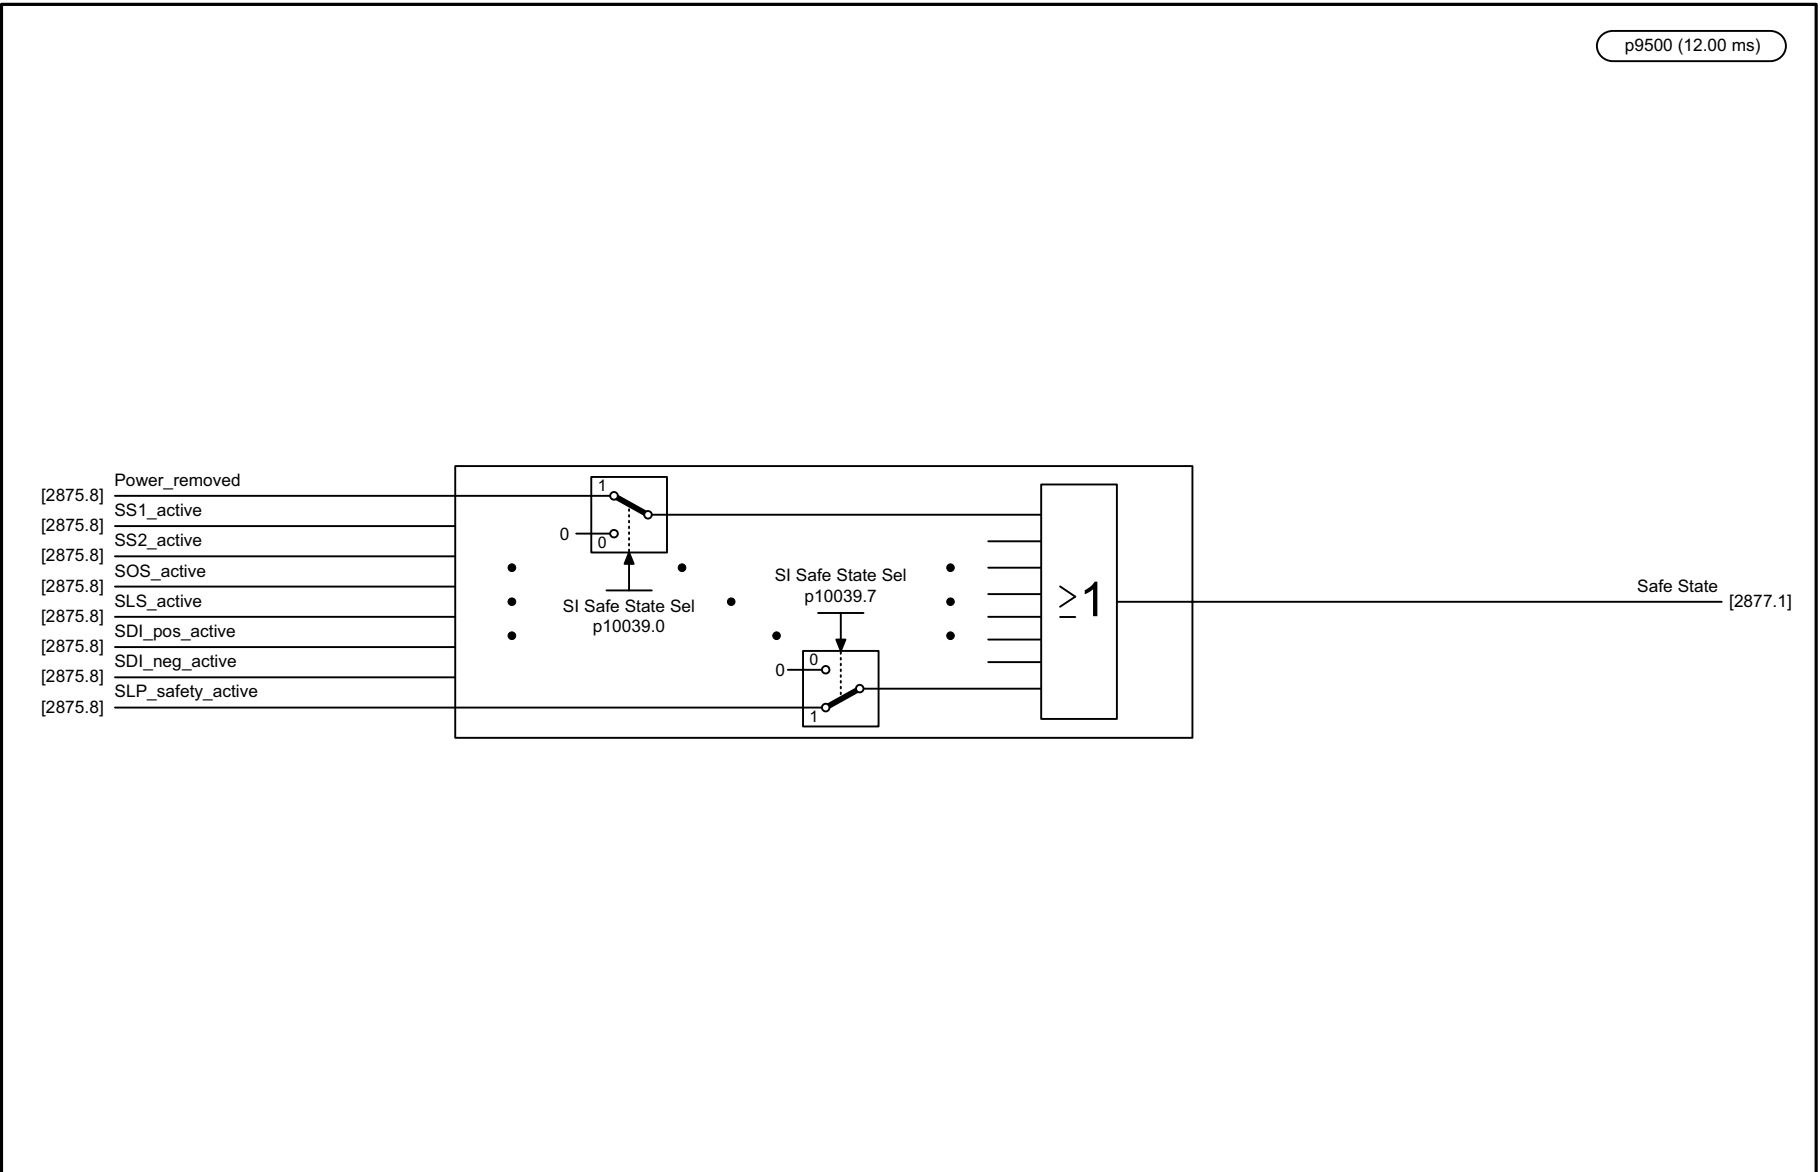 p9500 (12.00 ms)
Power_removed
[2875.8]
SS1_active
[2875.8]
SS2_active
[2875.8]
SOS_active
[2875.8]
SLS_active
[2875.8]
SDI_pos_active
[2875.8]
SDI_neg_active
[2875.8]
SLP_safety_active
[2875.8]
1
0
0
SI Safe State Sel
p10039.0
SI Safe State Sel
p10039.7
0
0
1
≥1
Safe State
[2877.1]